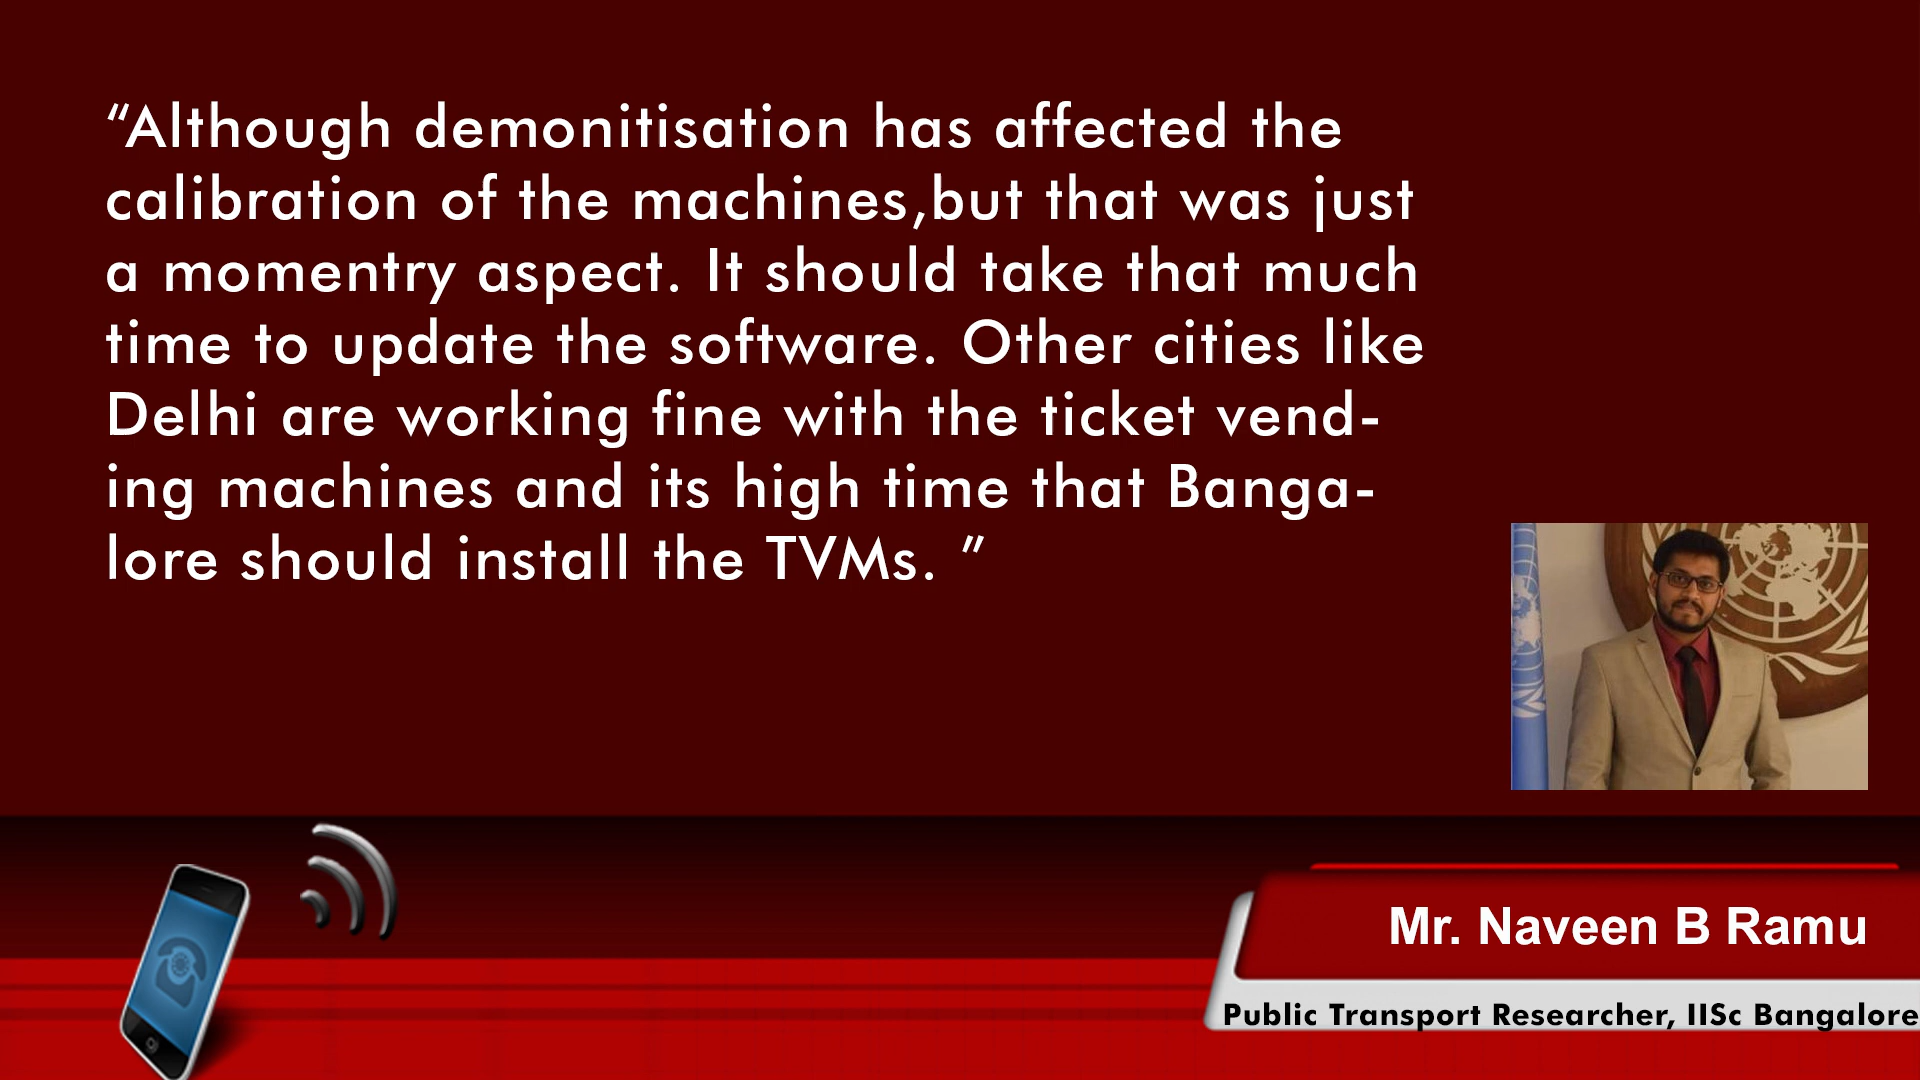 “Although demonitisation has affected the
calibration of the machines,but that was just
a momentry aspect. It should take that much
time to update the software. Other cities like
Delhi are working fine with the ticket vend-
ing machines and its high time that Banga-
lore should install the TVMs. ”
Mr. Naveen B Ramu
Public Transport Researcher, IISc Bangalore